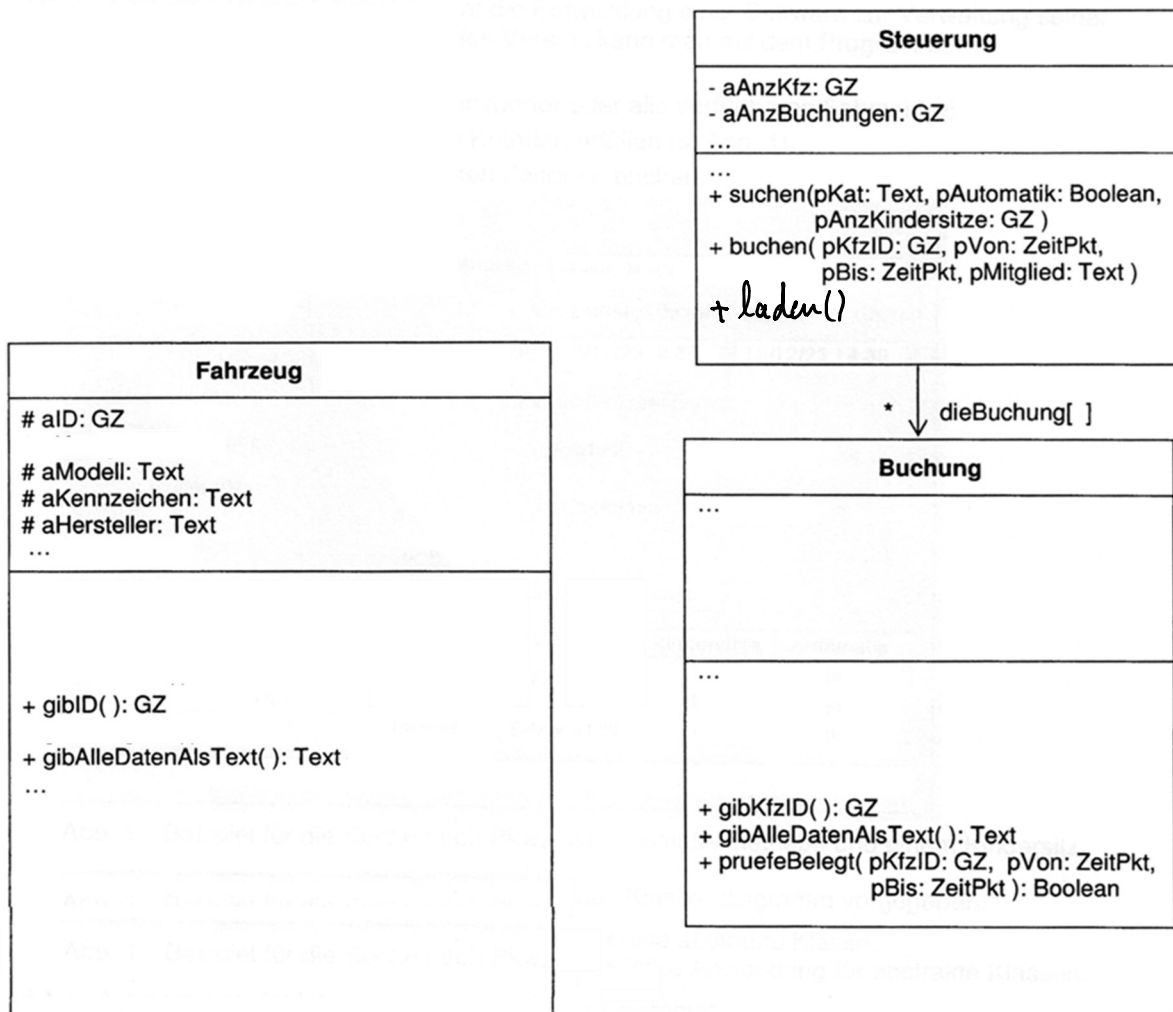 Steuerung
- aAnzKfz: GZ
- aAnzBuchungen: GZ
...
...
+ suchen(pKat: Text, pAutomatik: Boolean,
pAnzKindersitze: GZ )
+ buchen( pKfzID: GZ, pVon: ZeitPkt,
pBis: ZeitPkt, pMitglied: Text )
+ laden()
* dieBuchung[ ]
Fahrzeug
# aID: GZ
# aModell: Text
# aKennzeichen: Text
# aHersteller: Text
...
+ gibID( ): GZ
+ gibAlleDatenAlsText( ): Text
...
Buchung
...
...
+ gibKfzID( ): GZ
+ gibAlleDatenAlsText( ): Text
+ pruefeBelegt( pKfzID: GZ, pVon: ZeitPkt,
pBis: ZeitPkt ): Boolean